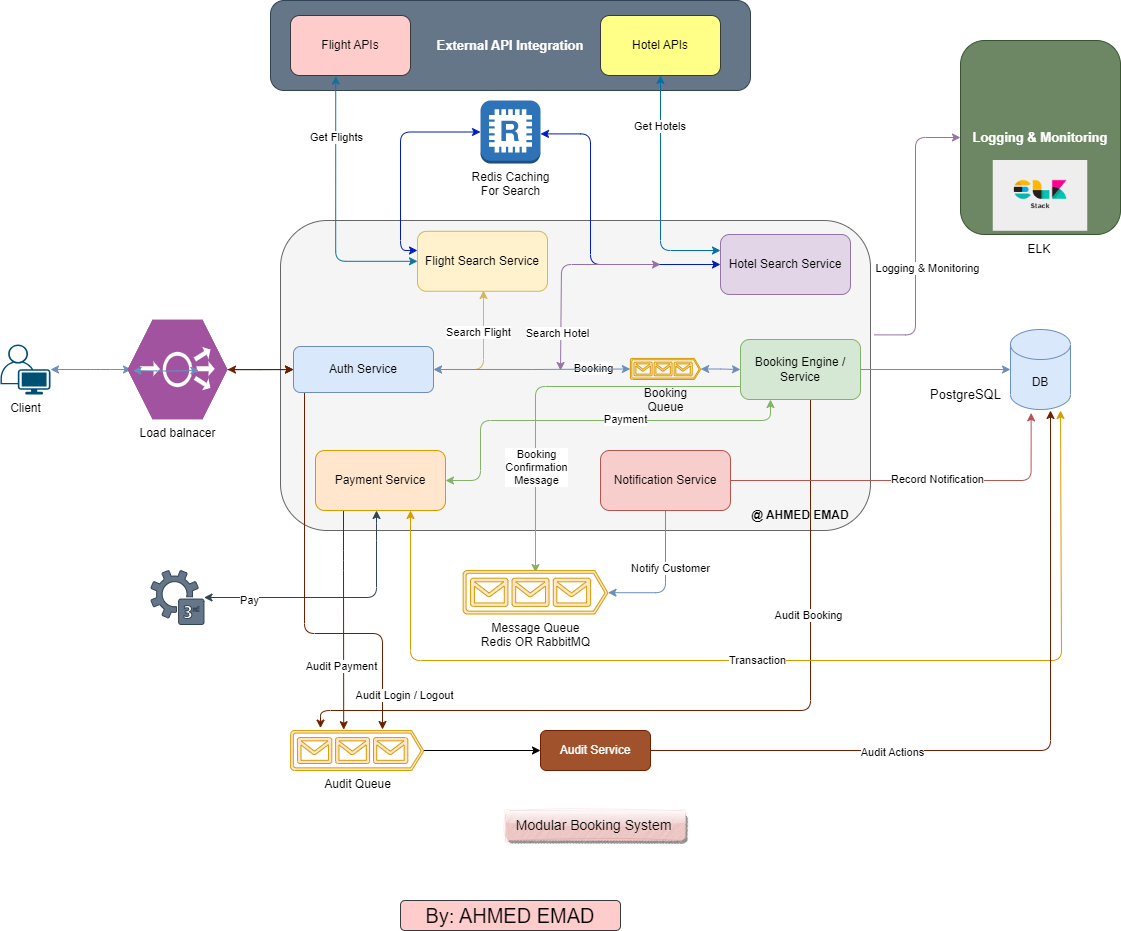 Flight APIs
External API Integration
Hotel APIs
Get Flights
Get Hotels
R
Redis Caching
For Search
Logging & Monitoring
ELK
Stack
ELK
Flight Search Service
Hotel Search Service
Logging & Monitoring
Search Flight
Search Hotel
Auth Service
Booking
Booking Engine /
Service
Booking
Queue
PostgreSQL
DB
Client
Load balnacer
Payment
Booking
Confirmation
Message
Payment Service
Notification Service
Record Notification
@ AHMED EMAD
Notify Customer
Pay
3rd
Message Queue
Redis OR RabbitMQ
Audit Booking
Transaction
Audit Payment
Audit Login / Logout
Audit Service
Audit Actions
Audit Queue
Modular Booking System
By: AHMED EMAD